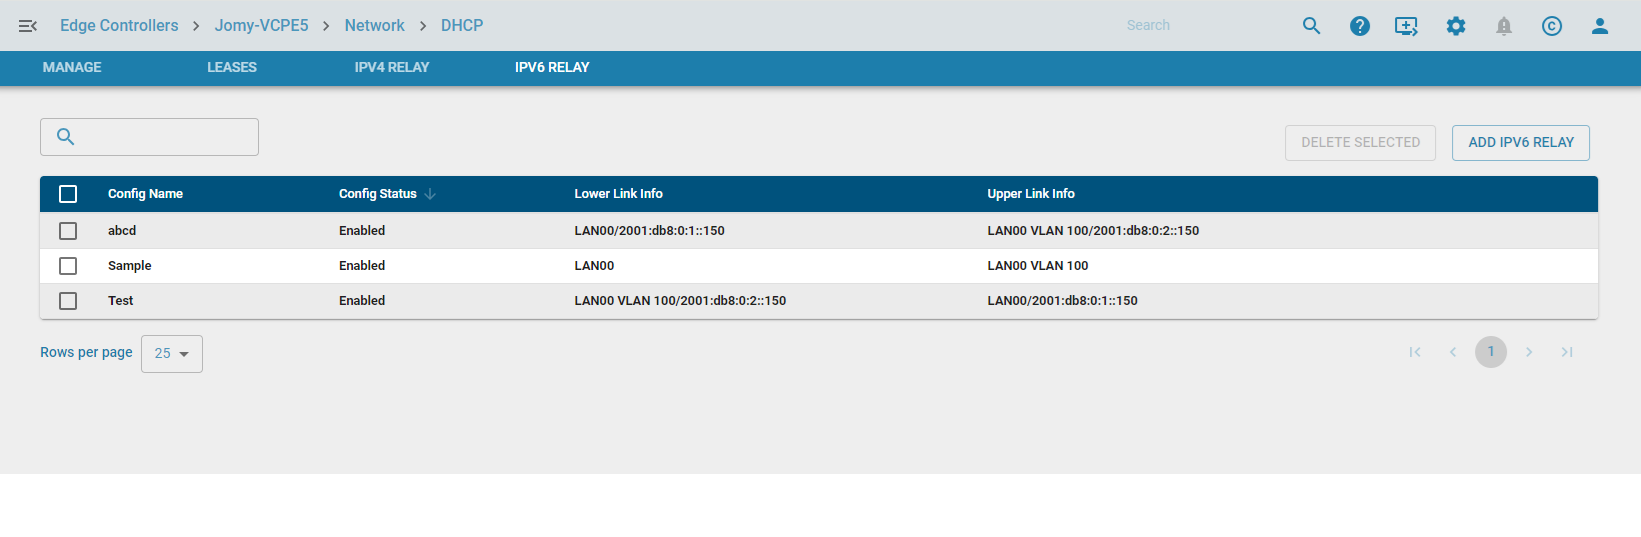 Edge Controllers > Jomy-VCPE5 > Network > DHCP Search
MANAGE LEASES IPV4 RELAY IPV6 RELAY
DELETE SELECTED ADD IPV6 RELAY
Config Name Config Status Lower Link Info Upper Link Info
abcd Enabled LAN00/2001:db8:0:1::150 LAN00 VLAN 100/2001:db8:0:2::150
Sample Enabled LAN00 LAN00 VLAN 100
Test Enabled LAN00 VLAN 100/2001:db8:0:2::150 LAN00/2001:db8:0:1::150
Rows per page 25 1